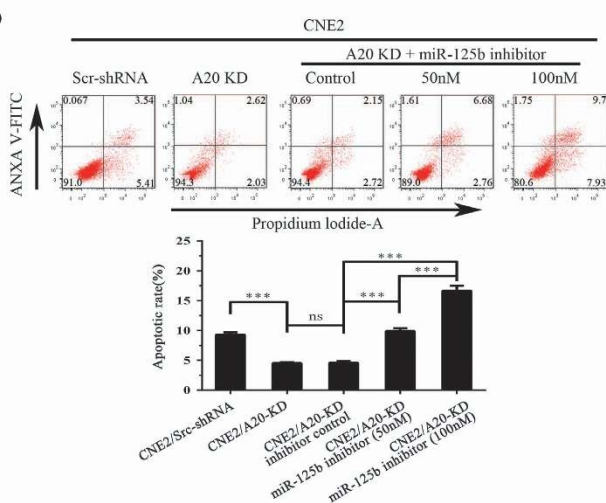 CNE2
A20 KD + miR-125b inhibitor
Scr-shRNA A20 KD Control 50nM 100nM
ANXA V-FITC
0.067 3.54 1.04 2.62 0.69 2.15 1.61 6.68 1.75 9.7
91.0 5.41 94.3 2.03 94.4 2.72 89.0 2.76 80.6 7.93
Propidium Iodide-A
Apoptotic rate(%)
25
20
15
10
5
0
*** ns *** *** ***
CNE2/Src-shRNA
CNE2/A20-KD
CNE2/A20-KD
inhibitor control
CNE2/A20-KD
miR-125b inhibitor (50nM)
CNE2/A20-KD
miR-125b inhibitor (100nM)